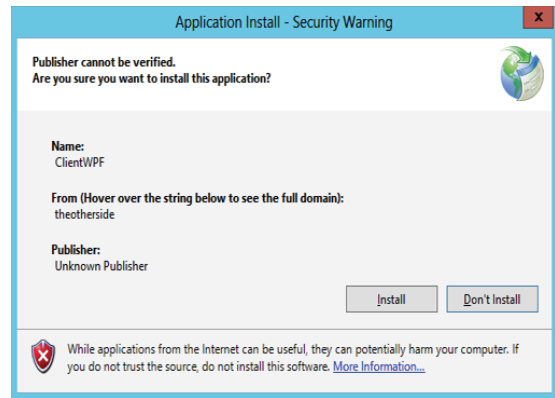 Application Install - Security Warning
x
Publisher cannot be verified.
Are you sure you want to install this application?
Name:
ClientWPF
From (Hover over the string below to see the full domain):
theotherside
Publisher:
Unknown Publisher
Install
Don't Install
While applications from the Internet can be useful, they can potentially harm your computer. If
you do not trust the source, do not install this software. More Information...